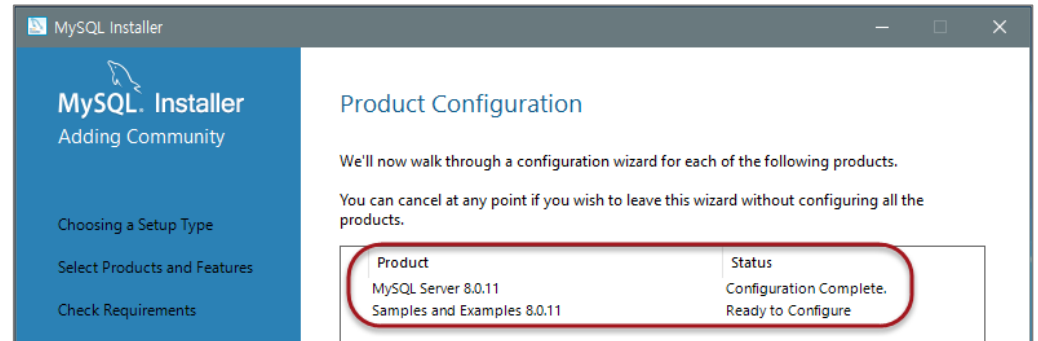 MySQL Installer
MySQL. Installer
Adding Community
Choosing a Setup Type
Select Products and Features
Check Requirements
Product Configuration
We'll now walk through a configuration wizard for each of the following products.
You can cancel at any point if you wish to leave this wizard without configuring all the
products.
Product Status
MySQL Server 8.0.11 Configuration Complete.
Samples and Examples 8.0.11 Ready to Configure